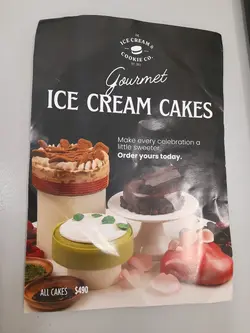 ICE CREAM &
COOKIE CO.
Gourmet
ICE CREAM CAKES
Make every celebration a
little sweeter.
Order yours today.
ALL CAKES $490